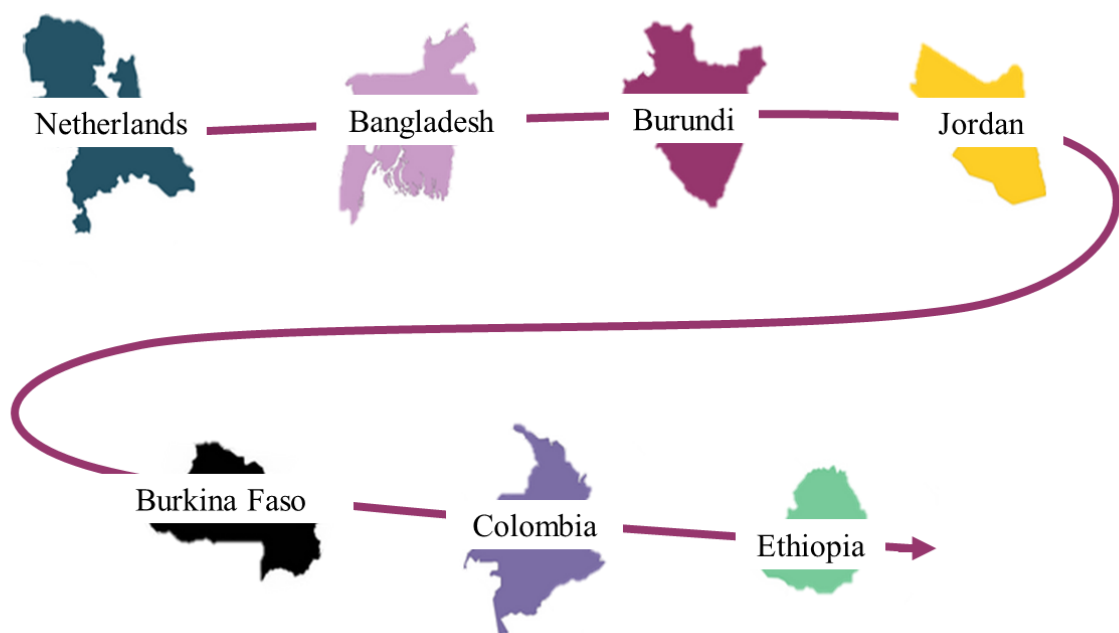 Netherlands
Bangladesh
Burundi
Jordan
Burkina Faso
Colombia
Ethiopia